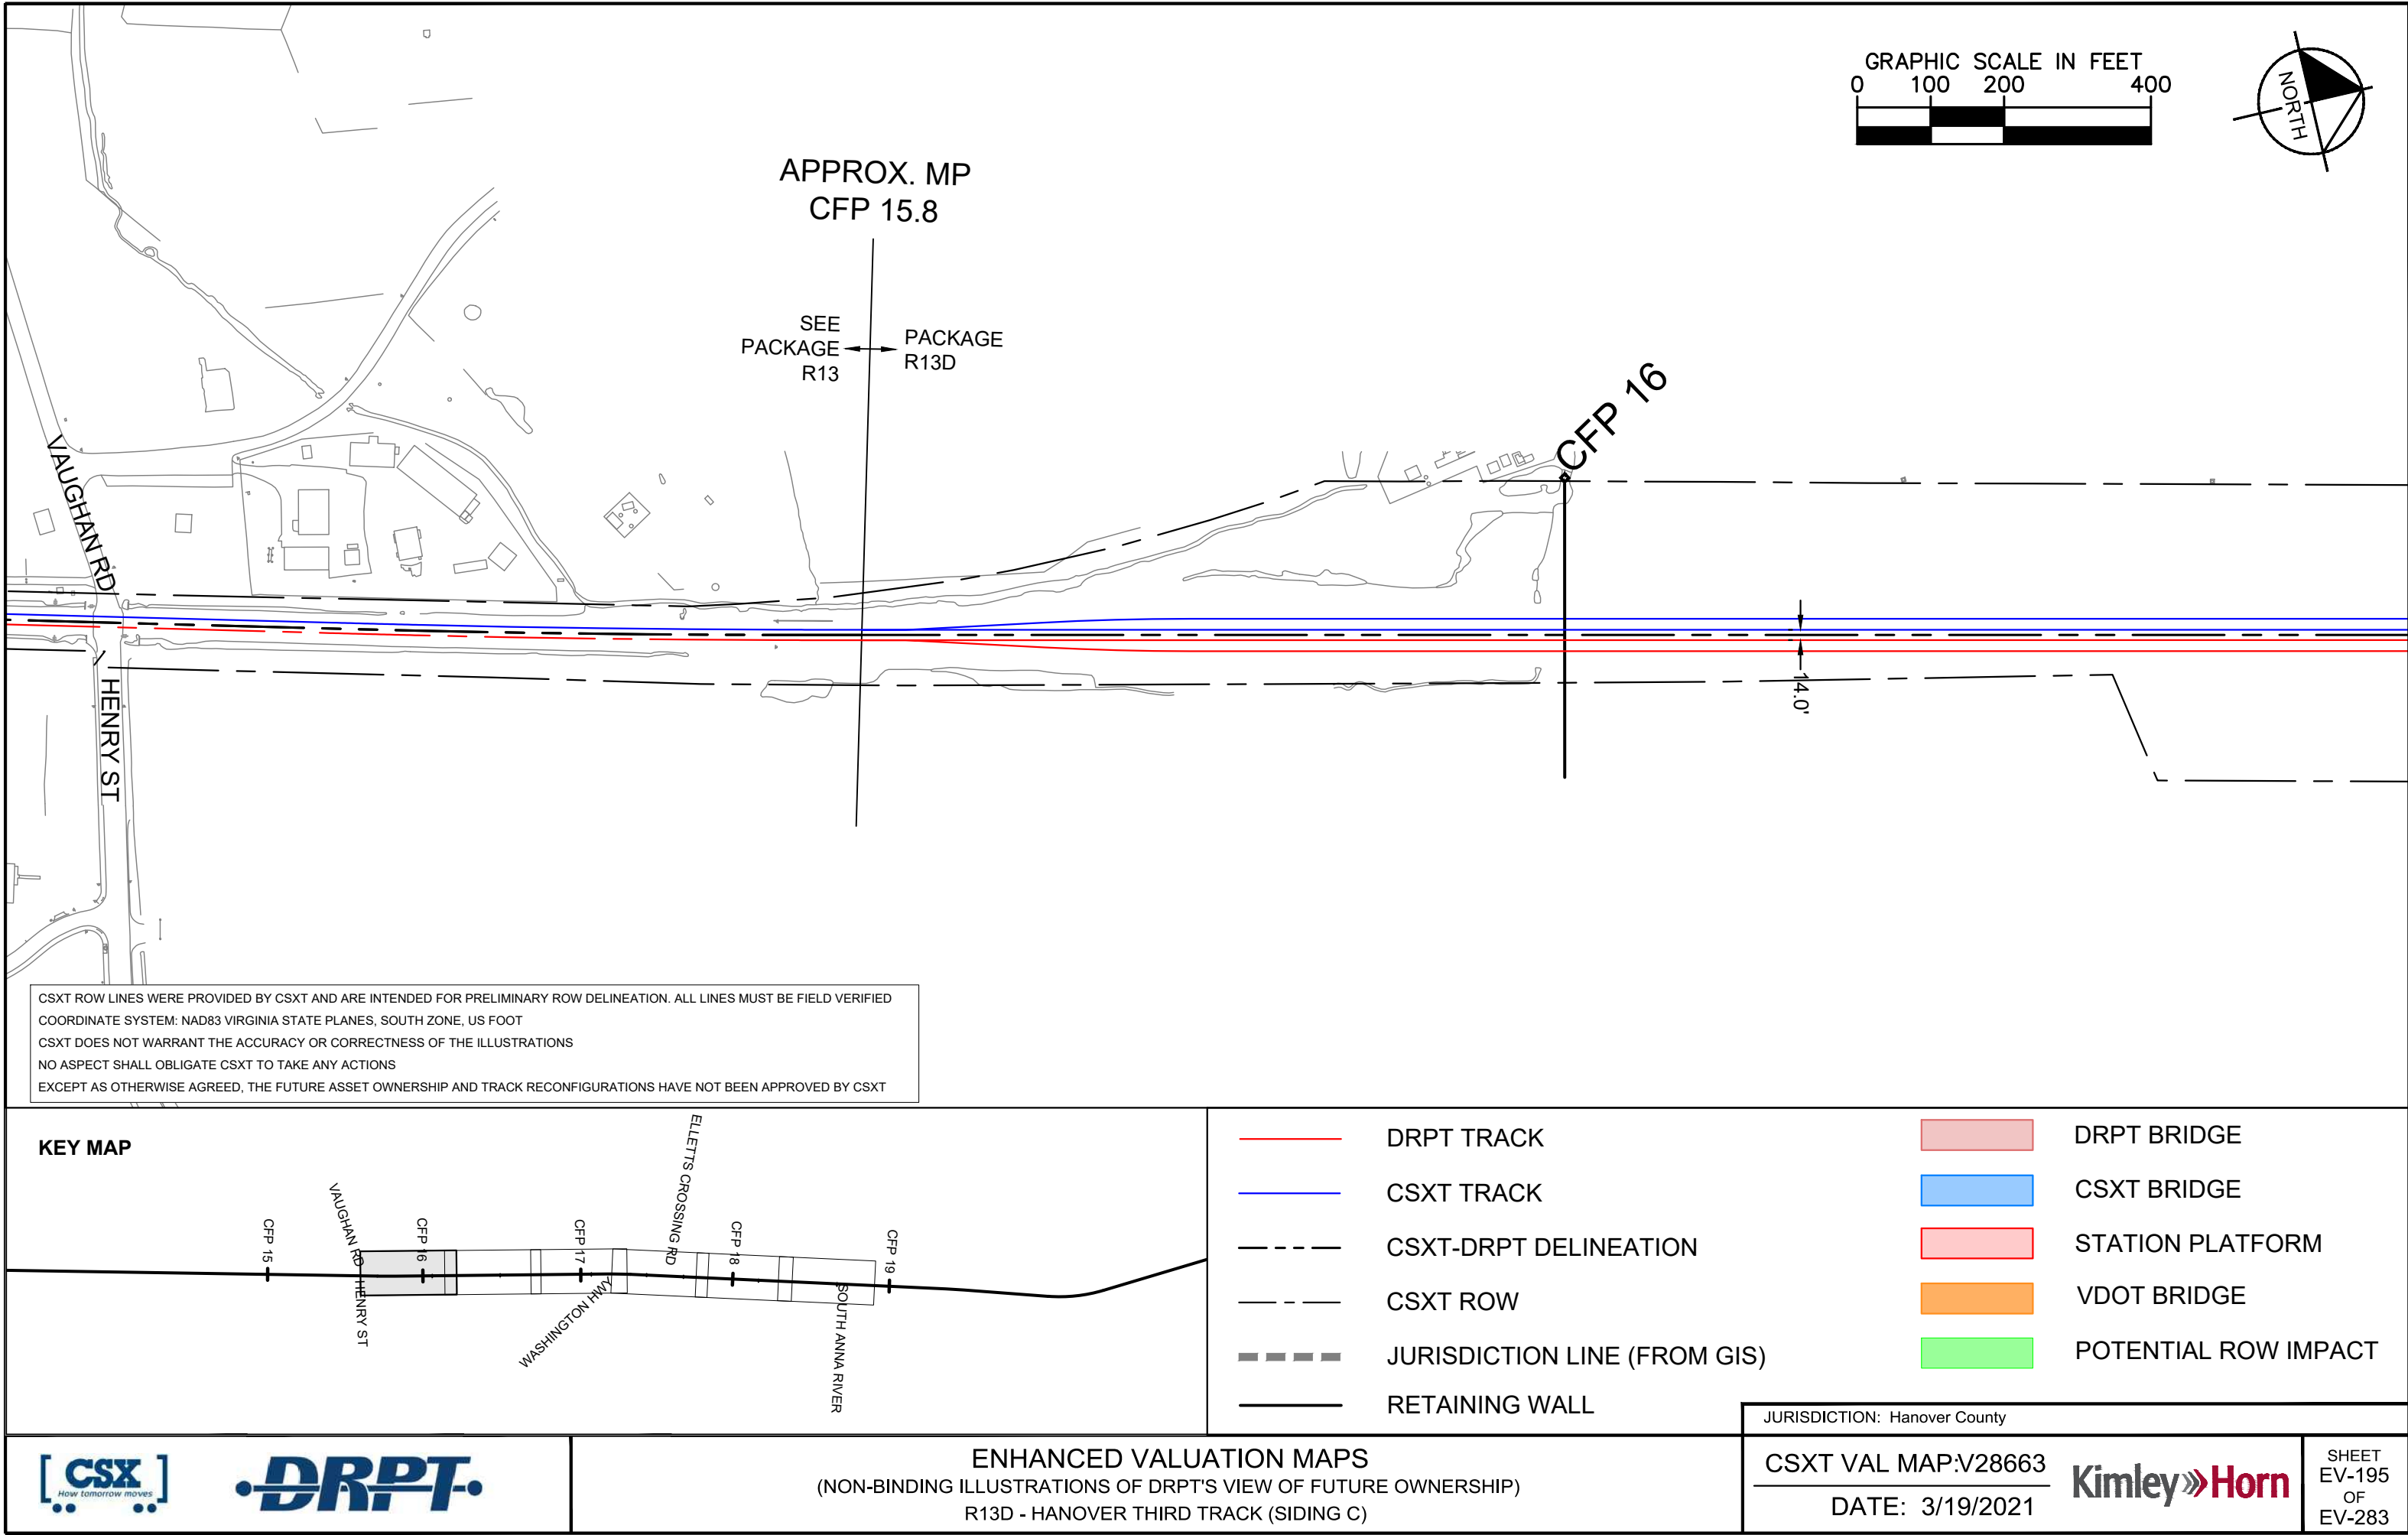 GRAPHIC SCALE IN FEET
0 100 200 400
NORTH
APPROX. MP
CFP 15.8
SEE
PACKAGE
R13
PACKAGE
R13D
CFP 16
VAUGHAN RD
HENRY ST
14.0'
CSXT ROW LINES WERE PROVIDED BY CSXT AND ARE INTENDED FOR PRELIMINARY ROW DELINEATION. ALL LINES MUST BE FIELD VERIFIED
COORDINATE SYSTEM: NAD83 VIRGINIA STATE PLANES, SOUTH ZONE, US FOOT
CSXT DOES NOT WARRANT THE ACCURACY OR CORRECTNESS OF THE ILLUSTRATIONS
NO ASPECT SHALL OBLIGATE CSXT TO TAKE ANY ACTIONS
EXCEPT AS OTHERWISE AGREED, THE FUTURE ASSET OWNERSHIP AND TRACK RECONFIGURATIONS HAVE NOT BEEN APPROVED BY CSXT
KEY MAP
CFP 15
VAUGHAN RD
HENRY ST
CFP 16
CFP 17
WASHINGTON HWY
ELLETTS CROSSING RD
CFP 18
SOUTH ANNA RIVER
CFP 19
DRPT TRACK
CSXT TRACK
CSXT-DRPT DELINEATION
CSXT ROW
JURISDICTION LINE (FROM GIS)
RETAINING WALL
DRPT BRIDGE
CSXT BRIDGE
STATION PLATFORM
VDOT BRIDGE
POTENTIAL ROW IMPACT
JURISDICTION: Hanover County
CSX
How tomorrow moves
DRPT
ENHANCED VALUATION MAPS
(NON-BINDING ILLUSTRATIONS OF DRPT'S VIEW OF FUTURE OWNERSHIP)
R13D - HANOVER THIRD TRACK (SIDING C)
CSXT VAL MAP:V28663
DATE: 3/19/2021
Kimley»Horn
SHEET
EV-195
OF
EV-283